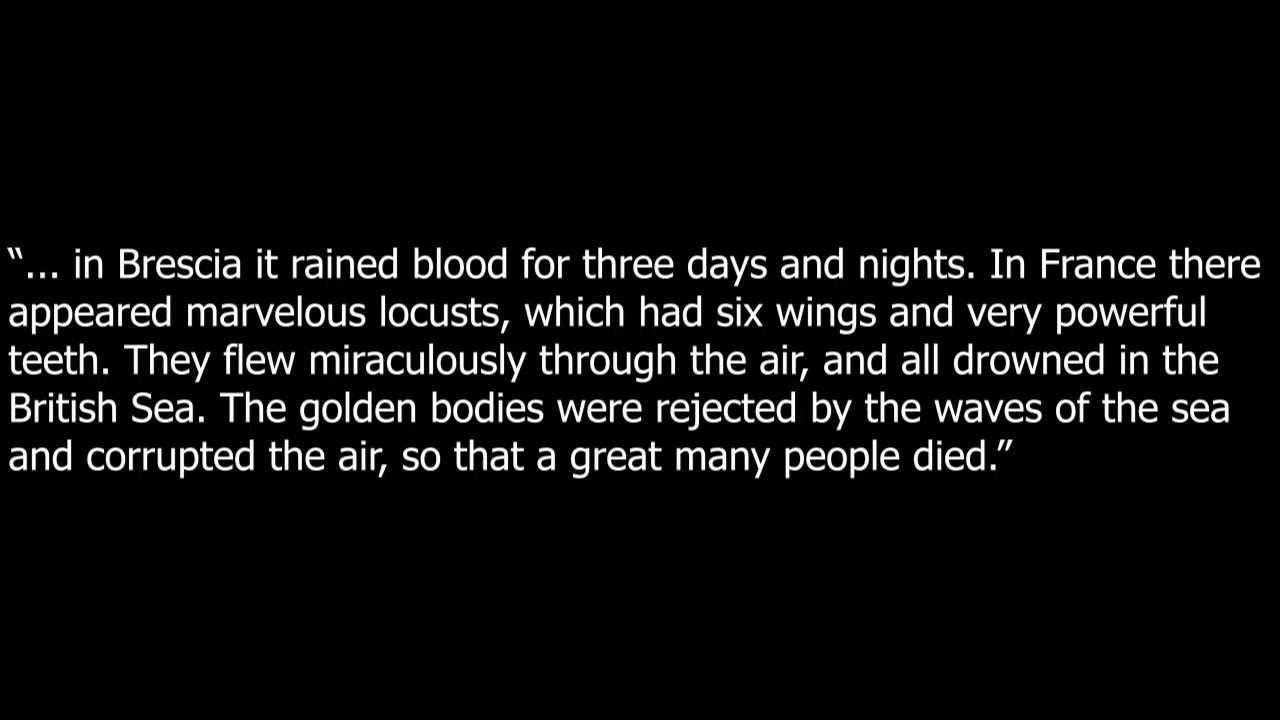 “... in Brescia it rained blood for three days and nights. In France there
appeared marvelous locusts, which had six wings and very powerful
teeth. They flew miraculously through the air, and all drowned in the
British Sea. The golden bodies were rejected by the waves of the sea
and corrupted the air, so that a great many people died.”